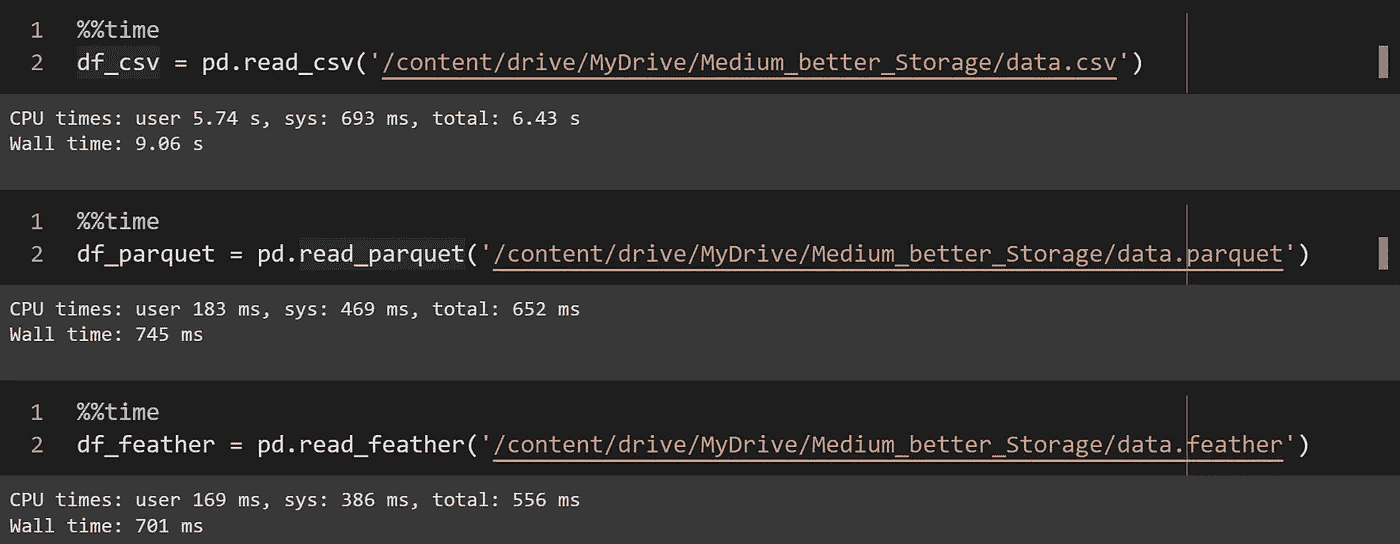 1 %%time
2 df_csv = pd.read_csv('/content/drive/MyDrive/Medium_better_Storage/data.csv')
CPU times: user 5.74 s, sys: 693 ms, total: 6.43 s
Wall time: 9.06 s
1 %%time
2 df_parquet = pd.read_parquet('/content/drive/MyDrive/Medium_better_Storage/data.parquet')
CPU times: user 183 ms, sys: 469 ms, total: 652 ms
Wall time: 745 ms
1 %%time
2 df_feather = pd.read_feather('/content/drive/MyDrive/Medium_better_Storage/data.feather')
CPU times: user 169 ms, sys: 386 ms, total: 556 ms
Wall time: 701 ms